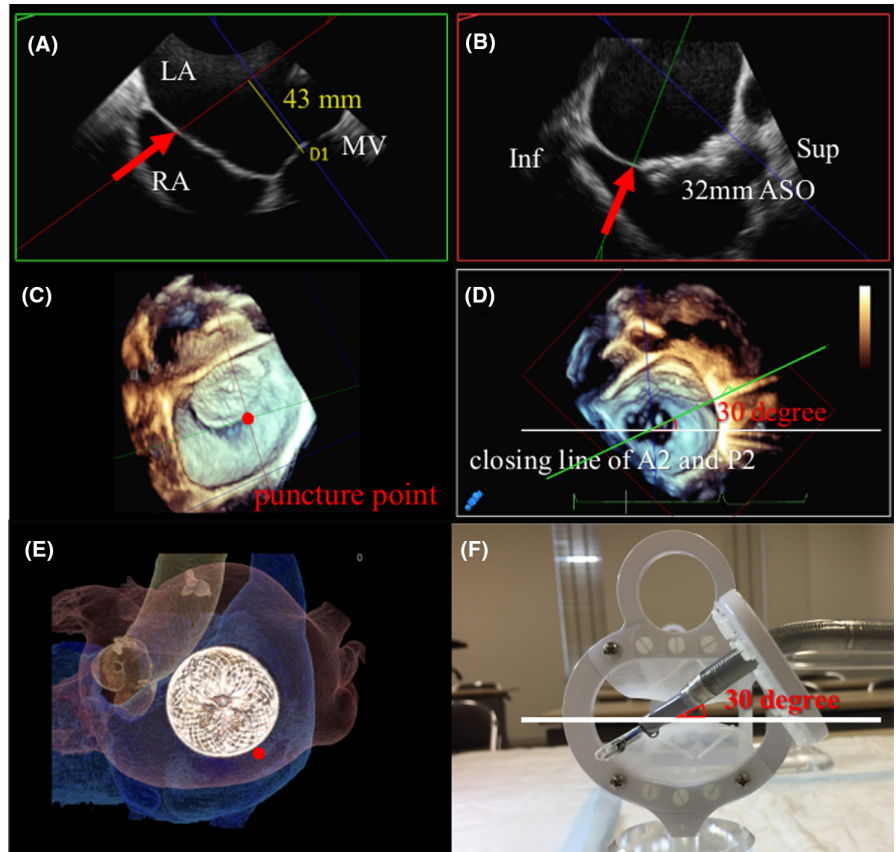 (A)
LA
43 mm
D1
MV
RA
(B)
Inf
Sup
32mm ASO
(C)
puncture point
(D)
30 degree
closing line of A2 and P2
(E)
0
(F)
30 degree